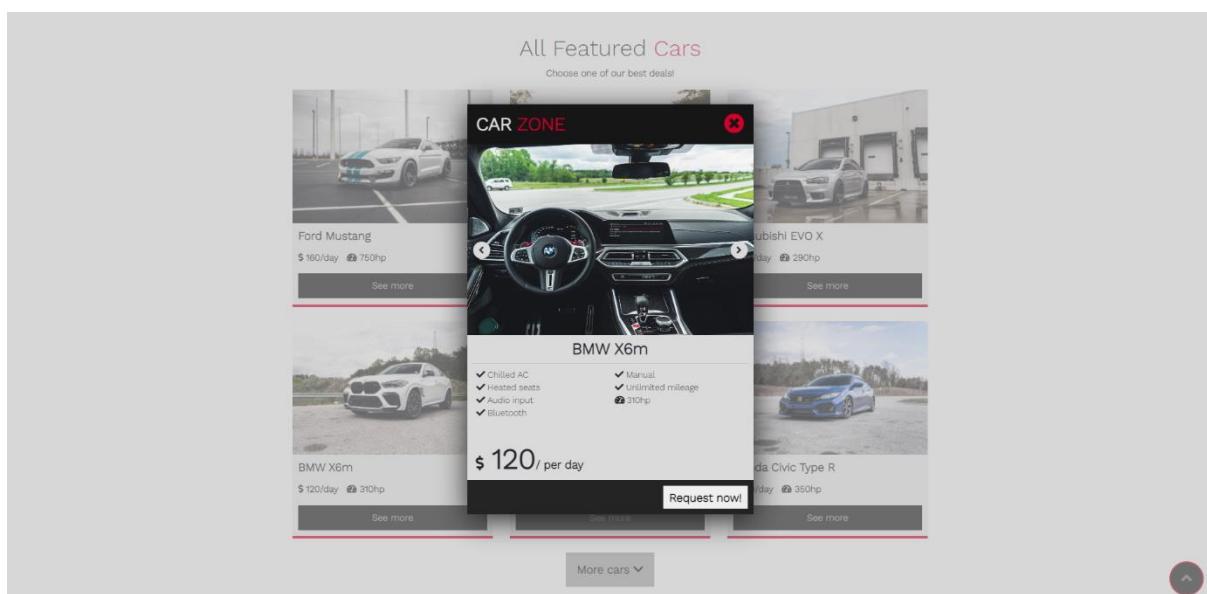 All Featured Cars
Choose one of our best deals!
CAR ZONE
Ford Mustang
$ 160/day 750hp
See more
ubishi EVO X
/day 290hp
See more
BMW X6m
Chilled AC
Heated seats
Audio input
Bluetooth
Manual
Unlimited mileage
310hp
$ 120/ per day
Request now!
BMW X6m
$ 120/day 310hp
See more
See more
da Civic Type R
/day 350hp
See more
More cars